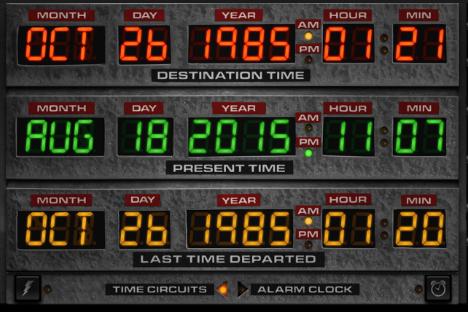 MONTH DAY YEAR AM HOUR MIN
OCT 26 1985 PM 01 21
DESTINATION TIME
MONTH DAY YEAR AM HOUR MIN
AUG 18 2015 PM 11 07
PRESENT TIME
MONTH DAY YEAR AM HOUR MIN
OCT 26 1985 PM 01 20
LAST TIME DEPARTED
TIME CIRCUITS ALARM CLOCK